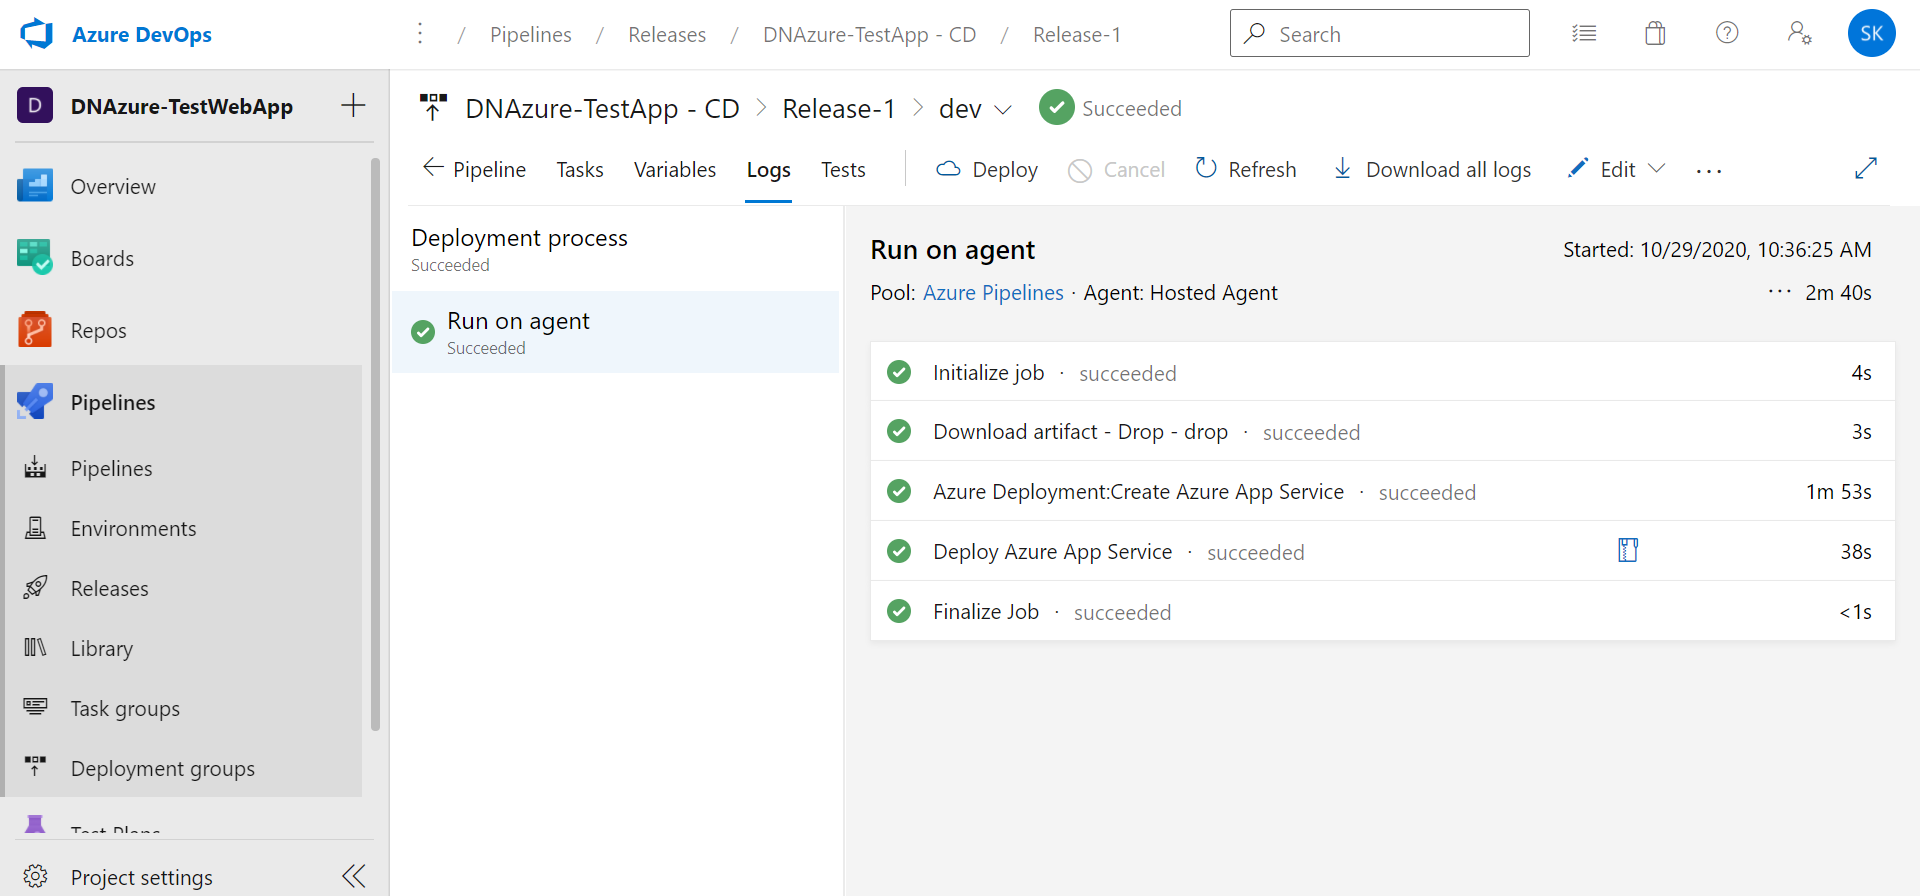 Azure DevOps
/ Pipelines / Releases / DNAzure-TestApp - CD / Release-1
Search
SK
D
DNAzure-TestWebApp
Overview
Boards
Repos
Pipelines
Pipelines
Environments
Releases
Library
Task groups
Deployment groups
Test Plans
Project settings
DNAzure-TestApp - CD > Release-1 > dev
Succeeded
Pipeline Tasks Variables Logs Tests Deploy Cancel Refresh Download all logs Edit ...
Deployment process
Succeeded
Run on agent
Succeeded
Run on agent
Started: 10/29/2020, 10:36:25 AM
Pool: Azure Pipelines · Agent: Hosted Agent
... 2m 40s
Initialize job · succeeded 4s
Download artifact - Drop - drop · succeeded 3s
Azure Deployment:Create Azure App Service · succeeded 1m 53s
Deploy Azure App Service · succeeded 38s
Finalize Job · succeeded <1s